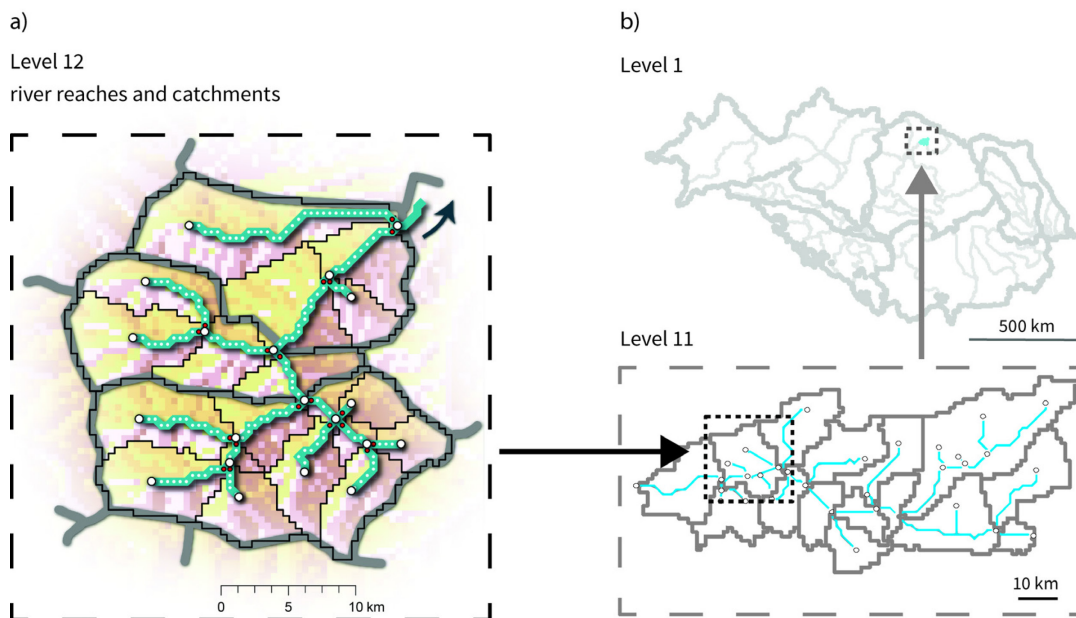 a)
Level 12
river reaches and catchments
0 5 10 km
b)
Level 1
500 km
Level 11
10 km